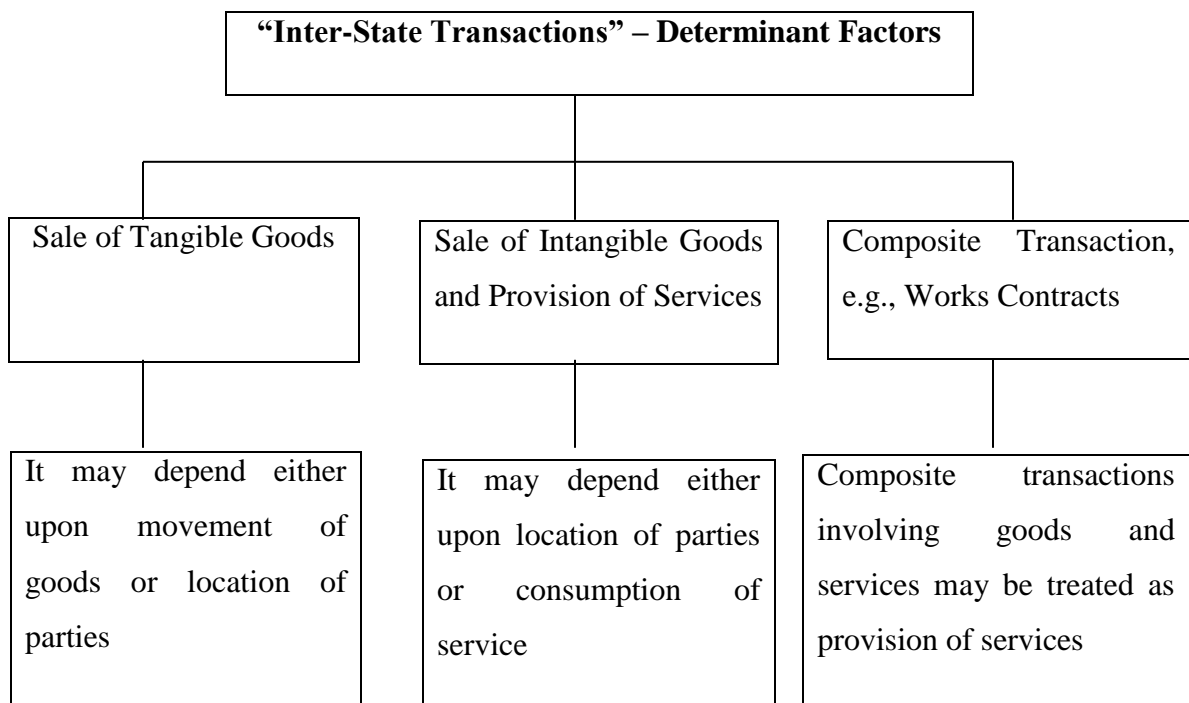 “Inter-State Transactions” – Determinant Factors
Sale of Tangible Goods
Sale of Intangible Goods
and Provision of Services
Composite Transaction,
e.g., Works Contracts
It may depend either
upon movement of
goods or location of
parties
It may depend either
upon location of parties
or consumption of
service
Composite transactions
involving goods and
services may be treated as
provision of services